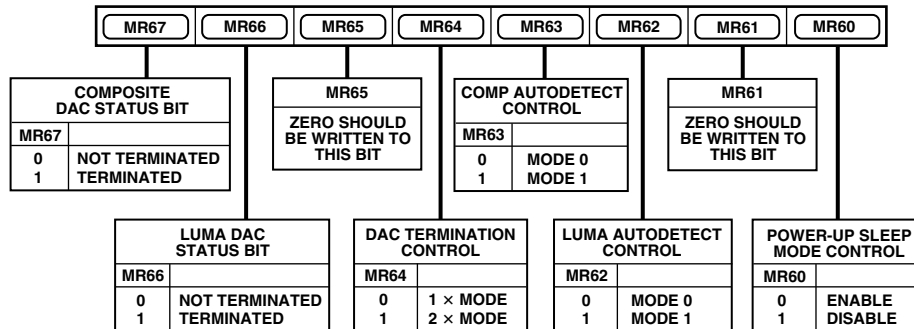 MR67 MR66 MR65 MR64 MR63 MR62 MR61 MR60
COMPOSITE
DAC STATUS BIT
MR67
0 NOT TERMINATED
1 TERMINATED
MR65
ZERO SHOULD
BE WRITTEN TO
THIS BIT
COMP AUTODETECT
CONTROL
MR63
0 MODE 0
1 MODE 1
MR61
ZERO SHOULD
BE WRITTEN TO
THIS BIT
LUMA DAC
STATUS BIT
MR66
0 NOT TERMINATED
1 TERMINATED
DAC TERMINATION
CONTROL
MR64
0 1 × MODE
1 2 × MODE
LUMA AUTODETECT
CONTROL
MR62
0 MODE 0
1 MODE 1
POWER-UP SLEEP
MODE CONTROL
MR60
0 ENABLE
1 DISABLE